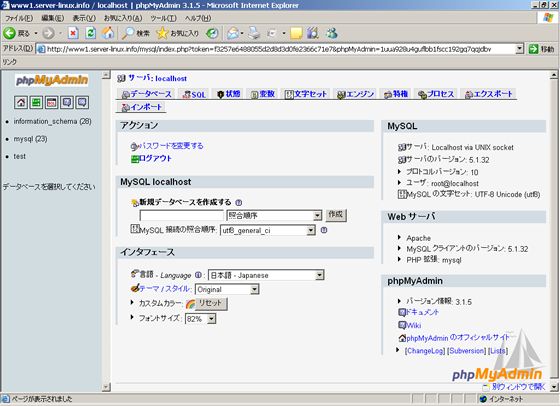 www1.server-linux.info / localhost | phpMyAdmin 3.1.5 - Microsoft Internet Explorer
ファイル(F) 編集(E) 表示(V) お気に入り(A) ツール(T) ヘルプ(H)
戻る 検索 お気に入り
アドレス(D) http://www1.server-linux.info/mysql/index.php?token=f3257e6488055d2d8d3d0fe2366c71e7&phpMyAdmin=1uua928u4gufbb1fscc192gq7qqjdbv 移動
リンク
phpMyAdmin
information_schema (28)
mysql (23)
test
データベースを選択してください
サーバ: localhost
データベース SQL 状態 変数 文字セット エンジン 特権 プロセス エクスポート
インポート
アクション
パスワードを変更する
ログアウト
MySQL localhost
新規データベースを作成する
照合順序 作成
MySQL 接続の照合順序: utf8_general_ci
インタフェース
言語 - Language : 日本語 - Japanese
テーマ / スタイル: Original
カスタムカラー: リセット
フォントサイズ: 82%
MySQL
サーバ: Localhost via UNIX socket
サーバのバージョン: 5.1.32
プロトコルバージョン: 10
ユーザ: root@localhost
MySQL の文字セット: UTF-8 Unicode (utf8)
Web サーバ
Apache
MySQL クライアントのバージョン: 5.1.32
PHP 拡張: mysql
phpMyAdmin
バージョン情報: 3.1.5
ドキュメント
Wiki
phpMyAdmin のオフィシャルサイト
[ChangeLog] [Subversion] [Lists]
phpMyAdmin
別ウィンドウで開く
ページが表示されました インターネット